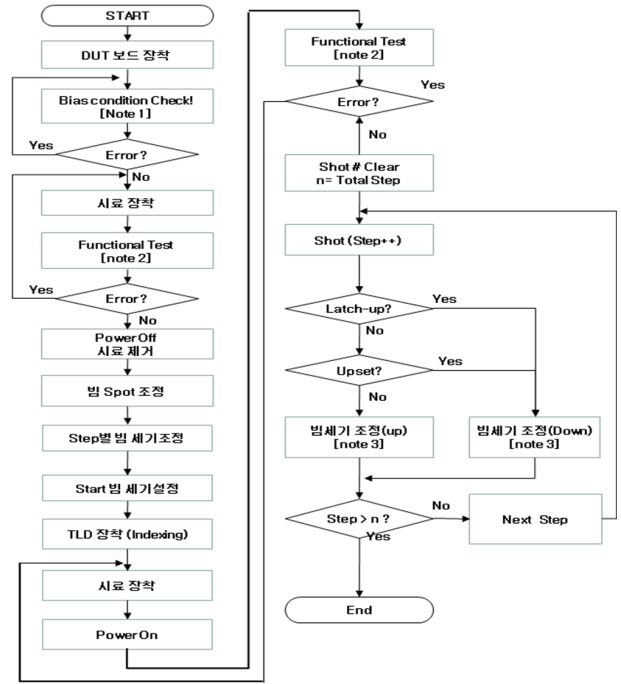 START
DUT 보드 장착
Bias condition Check!
[Note 1]
Yes
Error?
No
시료 장착
Functional Test
[note 2]
Yes
Error?
No
Power Off
시료 제거
빔 Spot 조정
Step별 빔 세기조정
Start 빔 세기설정
TLD 장착 (Indexing)
시료 장착
Power On
Functional Test
[note 2]
Yes
Error?
No
Shot # Clear
n= Total Step
Shot (Step++)
Latch-up?
Yes
No
Upset?
Yes
No
빔세기 조정(up)
[note 3]
빔세기 조정(Down)
[note 3]
Step > n ?
No
Next Step
Yes
End